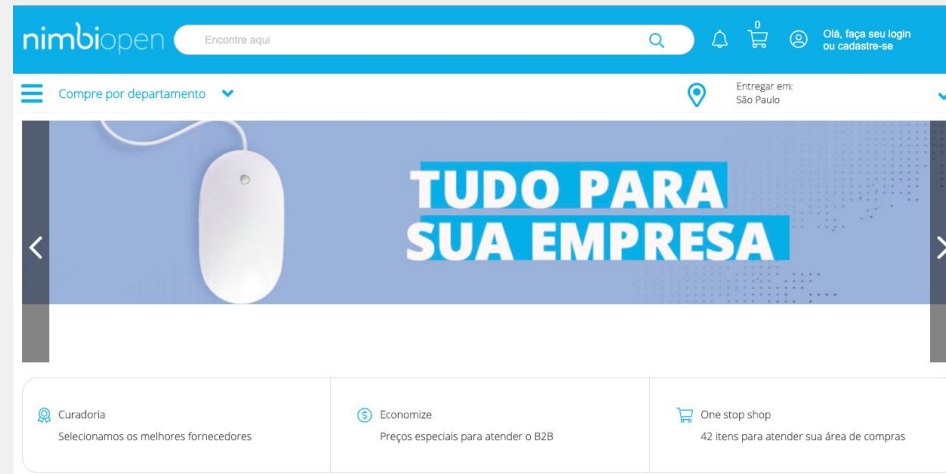 nimbiopen
Encontre aqui
0
Olá, faça seu login
ou cadastre-se
Compre por departamento
Entregar em:
São Paulo
TUDO PARA
SUA EMPRESA
Curadoria
Selecionamos os melhores fornecedores
Economize
Preços especiais para atender o B2B
One stop shop
42 itens para atender sua área de compras